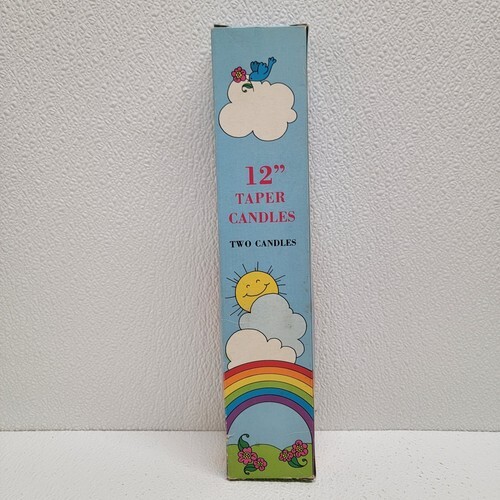 12”
TAPER
CANDLES
TWO CANDLES